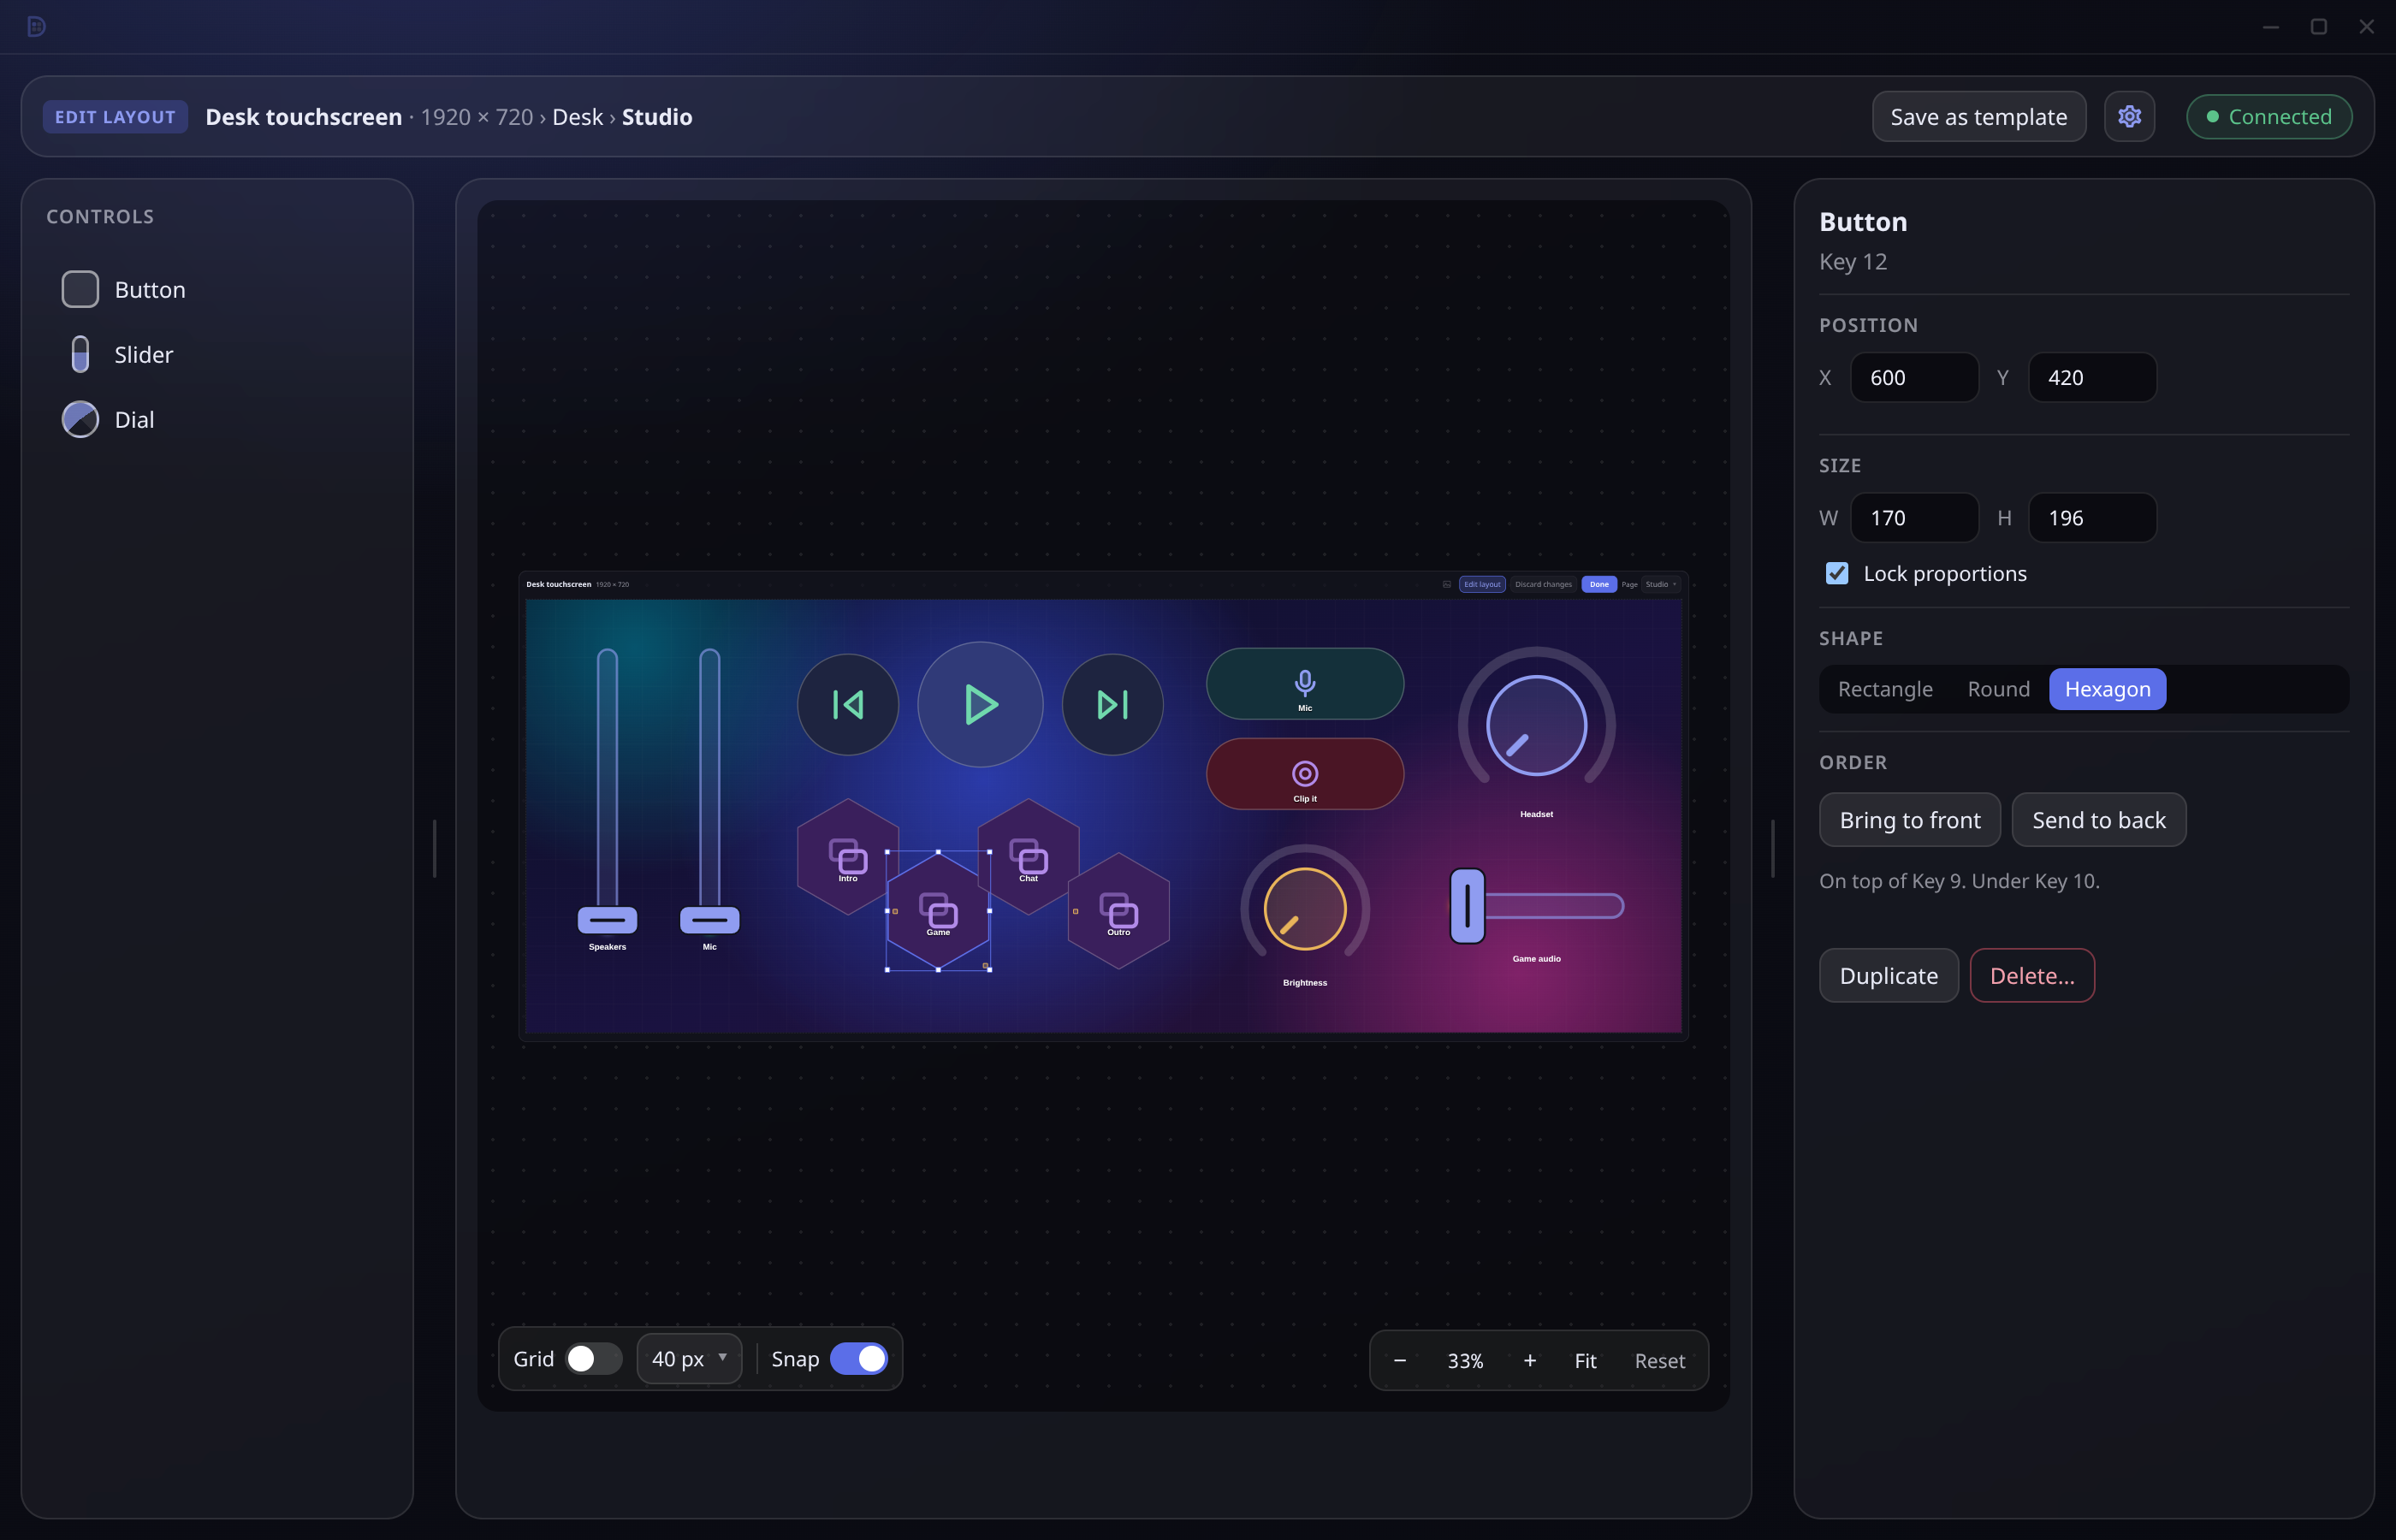 EDIT LAYOUT Desk touchscreen · 1920 × 720 › Desk › Studio
Save as template
Connected
CONTROLS
Button
Slider
Dial
Desk touchscreen 1920 × 720
Edit layout Discard changes Done Page Studio
Mic
Clip it
Headset
Intro
Chat
Game
Outro
Speakers
Mic
Brightness
Game audio
Grid 40 px Snap
− 33% + Fit Reset
Button
Key 12
POSITION
X 600 Y 420
SIZE
W 170 H 196
Lock proportions
SHAPE
Rectangle Round Hexagon
ORDER
Bring to front Send to back
On top of Key 9. Under Key 10.
Duplicate Delete...